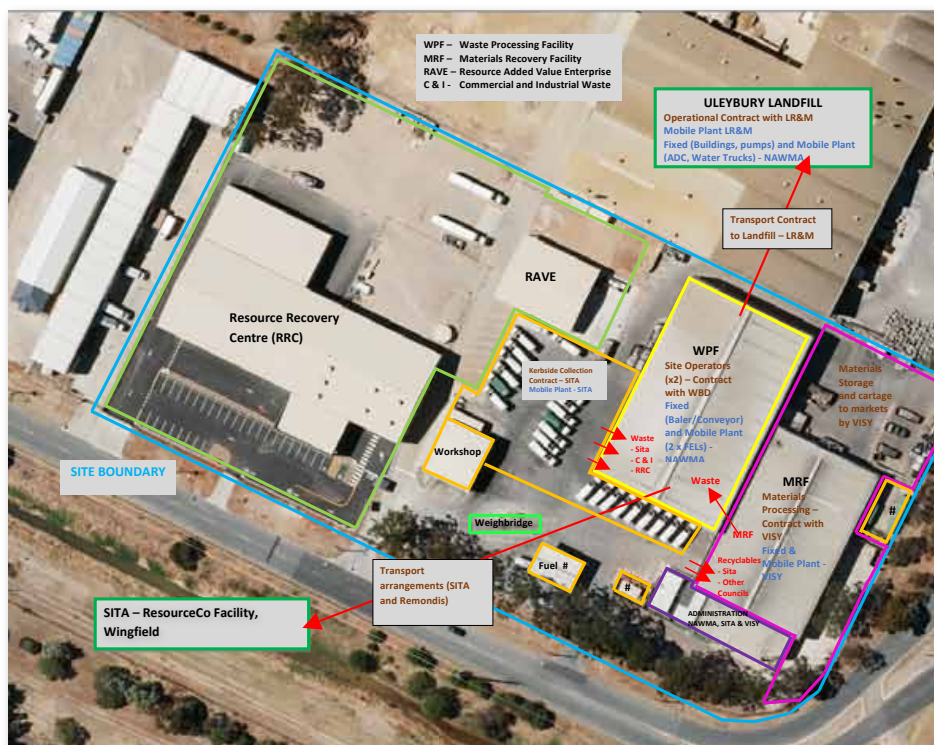 WPF – Waste Processing Facility
MRF – Materials Recovery Facility
RAVE – Resource Added Value Enterprise
C & I - Commercial and Industrial Waste
ULEYBURY LANDFILL
Operational Contract with LR&M
Mobile Plant LR&M
Fixed (Buildings, pumps) and Mobile Plant
(ADC, Water Trucks) - NAWMA
Transport Contract
to Landfill – LR&M
RAVE
Resource Recovery
Centre (RRC)
WPF
Site Operators
(x2) – Contract
with WBD
Fixed
(Baler/Conveyor)
and Mobile Plant
(2 x FELs) -
NAWMA
Kerbside Collection
Contract – SITA
Mobile Plant - SITA
Materials
Storage
and cartage
to markets
by VISY
Waste
- Sita
- C & I
- RRC
Workshop
SITE BOUNDARY
Waste
MRF
Materials
Processing –
Contract with
VISY
Fixed &
Mobile Plant -
VISY
#
Weighbridge
MRF
Recyclables
- Sita
- Other
Councils
Fuel #
#
Transport
arrangements (SITA
and Remondis)
ADMINISTRATION
NAWMA, SITA & VISY
SITA – ResourceCo Facility,
Wingfield